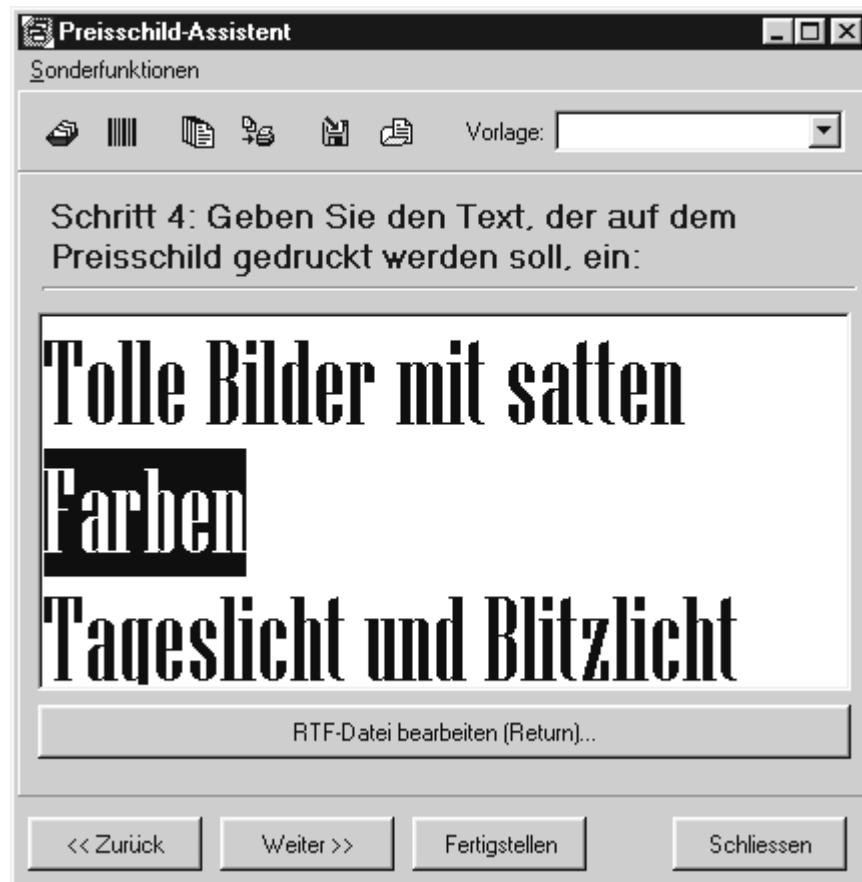 Preisschild-Assistent
Sonderfunktionen
Vorlage:
Schritt 4: Geben Sie den Text, der auf dem
Preisschild gedruckt werden soll, ein:
Tolle Bilder mit satten
Farben
Tageslicht und Blitzlicht
RTF-Datei bearbeiten (Return)...
<< Zurück
Weiter >>
Fertigstellen
Schliessen